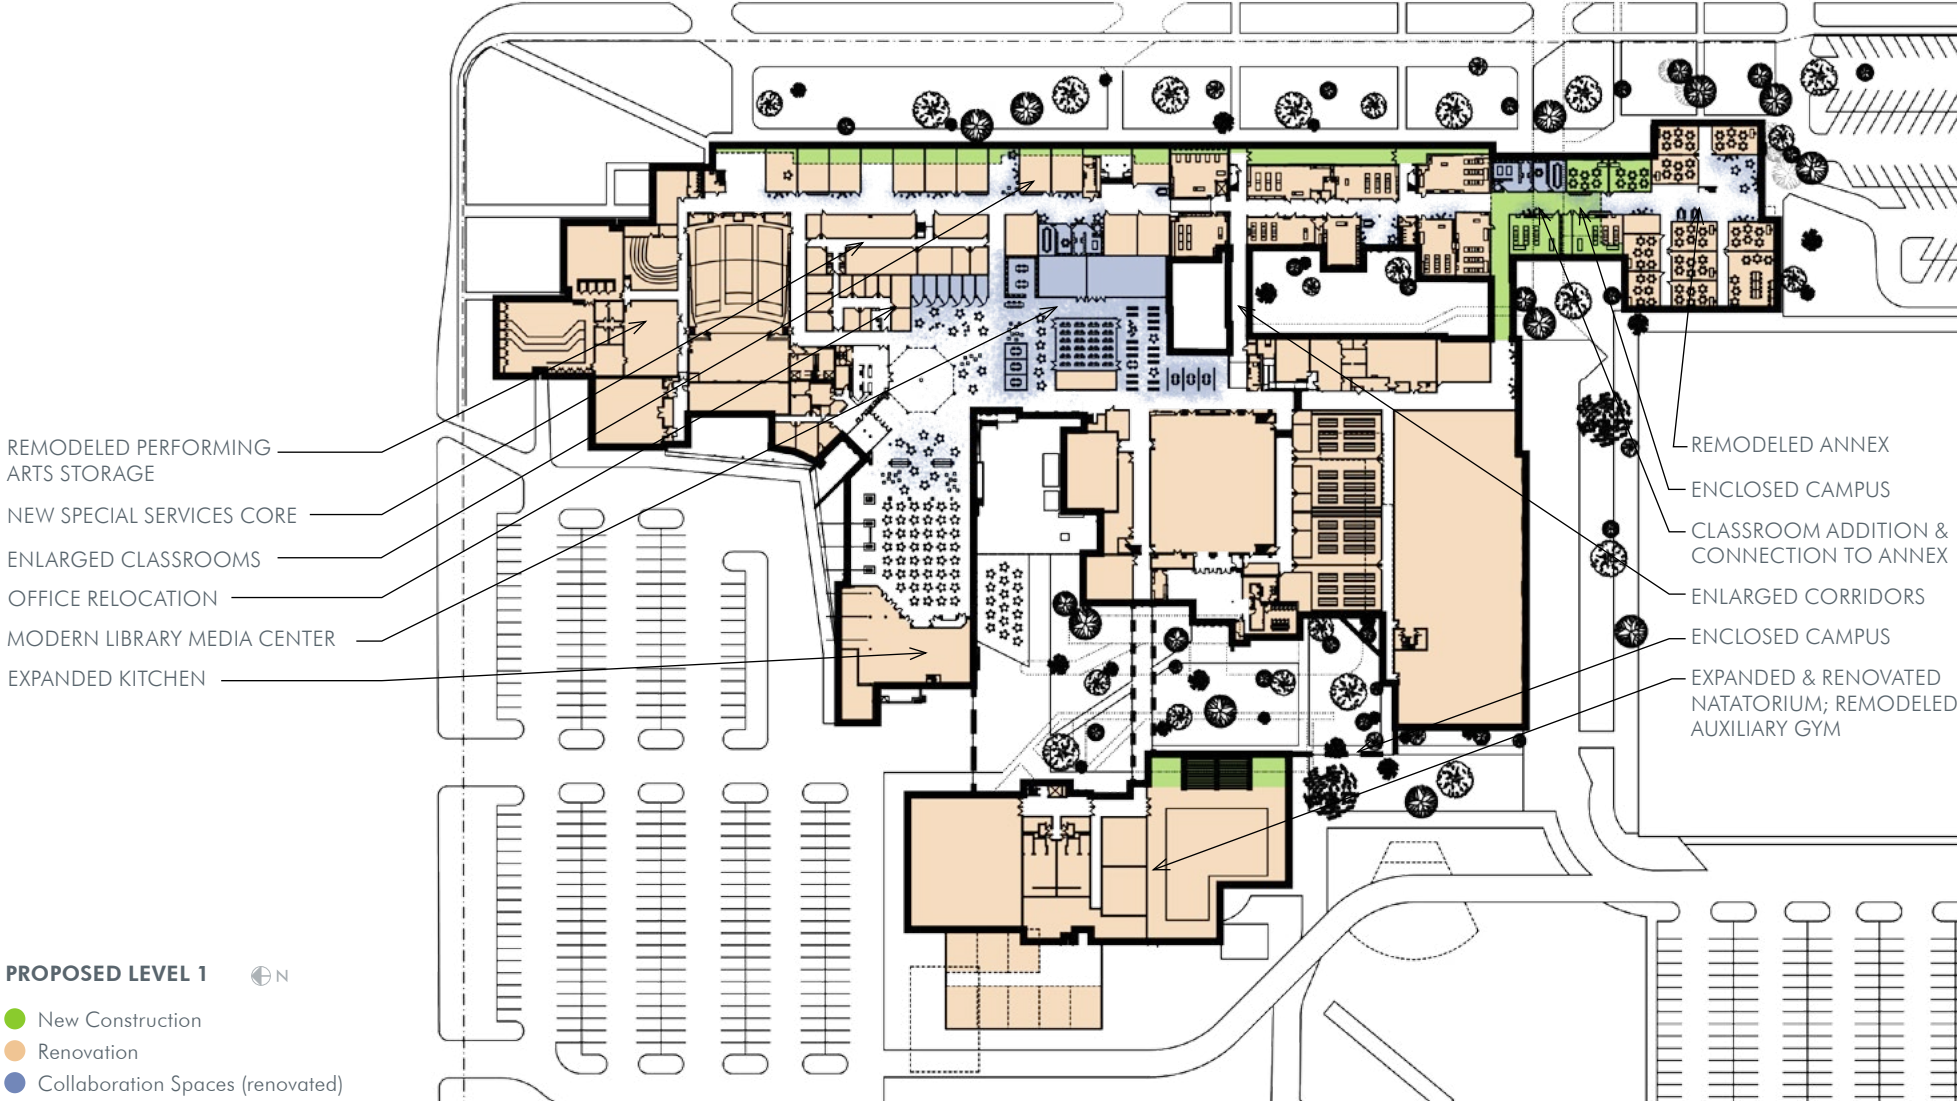 REMODELED PERFORMING
ARTS STORAGE
NEW SPECIAL SERVICES CORE
ENLARGED CLASSROOMS
OFFICE RELOCATION
MODERN LIBRARY MEDIA CENTER
EXPANDED KITCHEN
REMODELED ANNEX
ENCLOSED CAMPUS
CLASSROOM ADDITION &
CONNECTION TO ANNEX
ENLARGED CORRIDORS
ENCLOSED CAMPUS
EXPANDED & RENOVATED
NATATORIUM; REMODELED
AUXILIARY GYM
PROPOSED LEVEL 1 N
New Construction
Renovation
Collaboration Spaces (renovated)